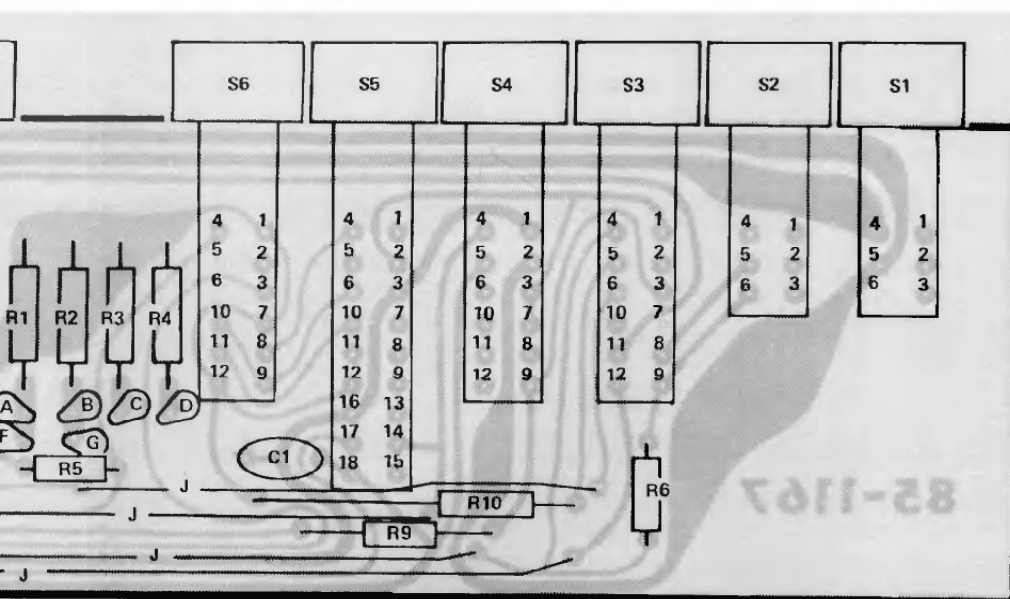 S6 S5 S4 S3 S2 S1
4 1 4 1 4 1 4 1 4 1 4 1
5 2 5 2 5 2 5 2 5 2 5 2
6 3 6 3 6 3 6 3 6 3 6 3
R1 R2 R3 R4 10 7 10 7 10 7 10 7
11 8 11 8 11 8 11 8
12 9 12 9 12 9 12 9
A B C D 16 13
F G 17 14
C1 18 15
R5
J R10 R6 85-1167
J
R9
J
J